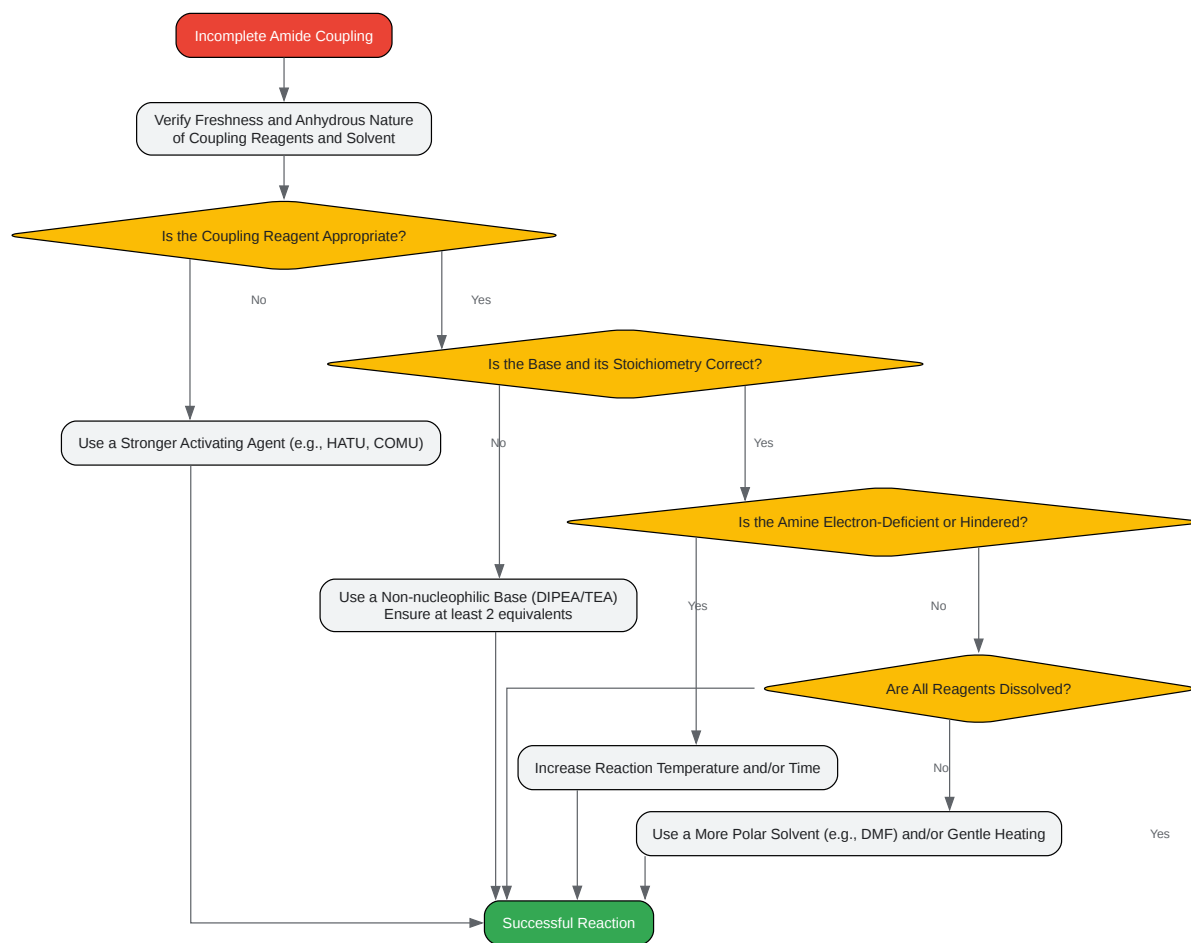 Incomplete Amide Coupling
Verify Freshness and Anhydrous Nature
of Coupling Reagents and Solvent
Is the Coupling Reagent Appropriate?
No
Yes
Is the Base and its Stoichiometry Correct?
Use a Stronger Activating Agent (e.g., HATU, COMU)
No
Yes
Is the Amine Electron-Deficient or Hindered?
Use a Non-nucleophilic Base (DIPEA/TEA)
Ensure at least 2 equivalents
Yes
No
Are All Reagents Dissolved?
Increase Reaction Temperature and/or Time
No
Use a More Polar Solvent (e.g., DMF) and/or Gentle Heating
Yes
Successful Reaction